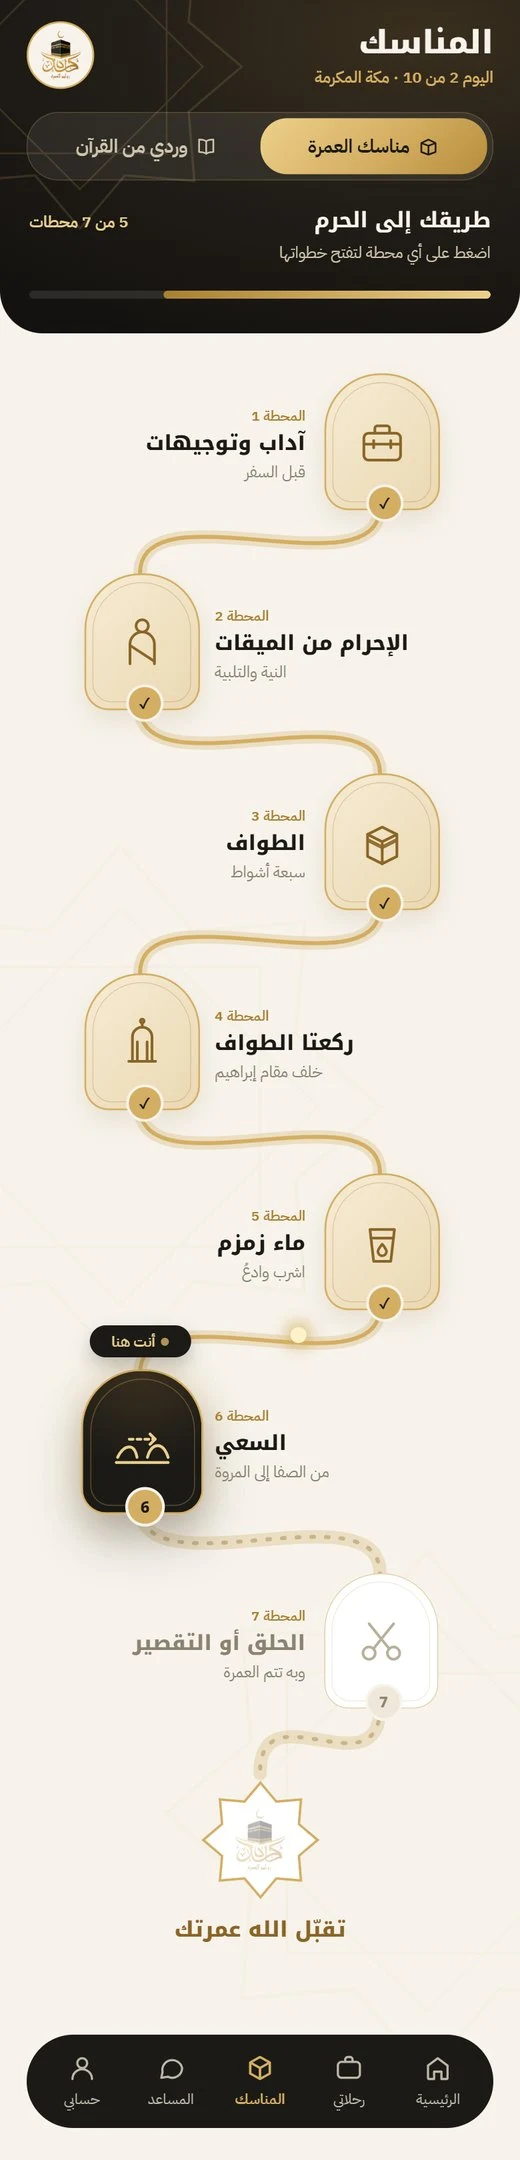 المناسك
اليوم 2 من 10 · مكة المكرمة
مناسك العمرة
وردي من القرآن
طريقك إلى الحرم
5 من 7 محطات
اضغط على أي محطة لتفتح خطواتها
المحطة 1
آداب وتوجيهات
قبل السفر
✓
المحطة 2
الإحرام من الميقات
النية والتلبية
✓
المحطة 3
الطواف
سبعة أشواط
✓
المحطة 4
ركعتا الطواف
خلف مقام إبراهيم
✓
المحطة 5
ماء زمزم
اشرب وادعُ
✓
أنت هنا
المحطة 6
السعي
من الصفا إلى المروة
6
المحطة 7
الحلق أو التقصير
وبه تتم العمرة
7
تقبّل الله عمرتك
الرئيسية
رحلاتي
المناسك
المساعد
حسابي